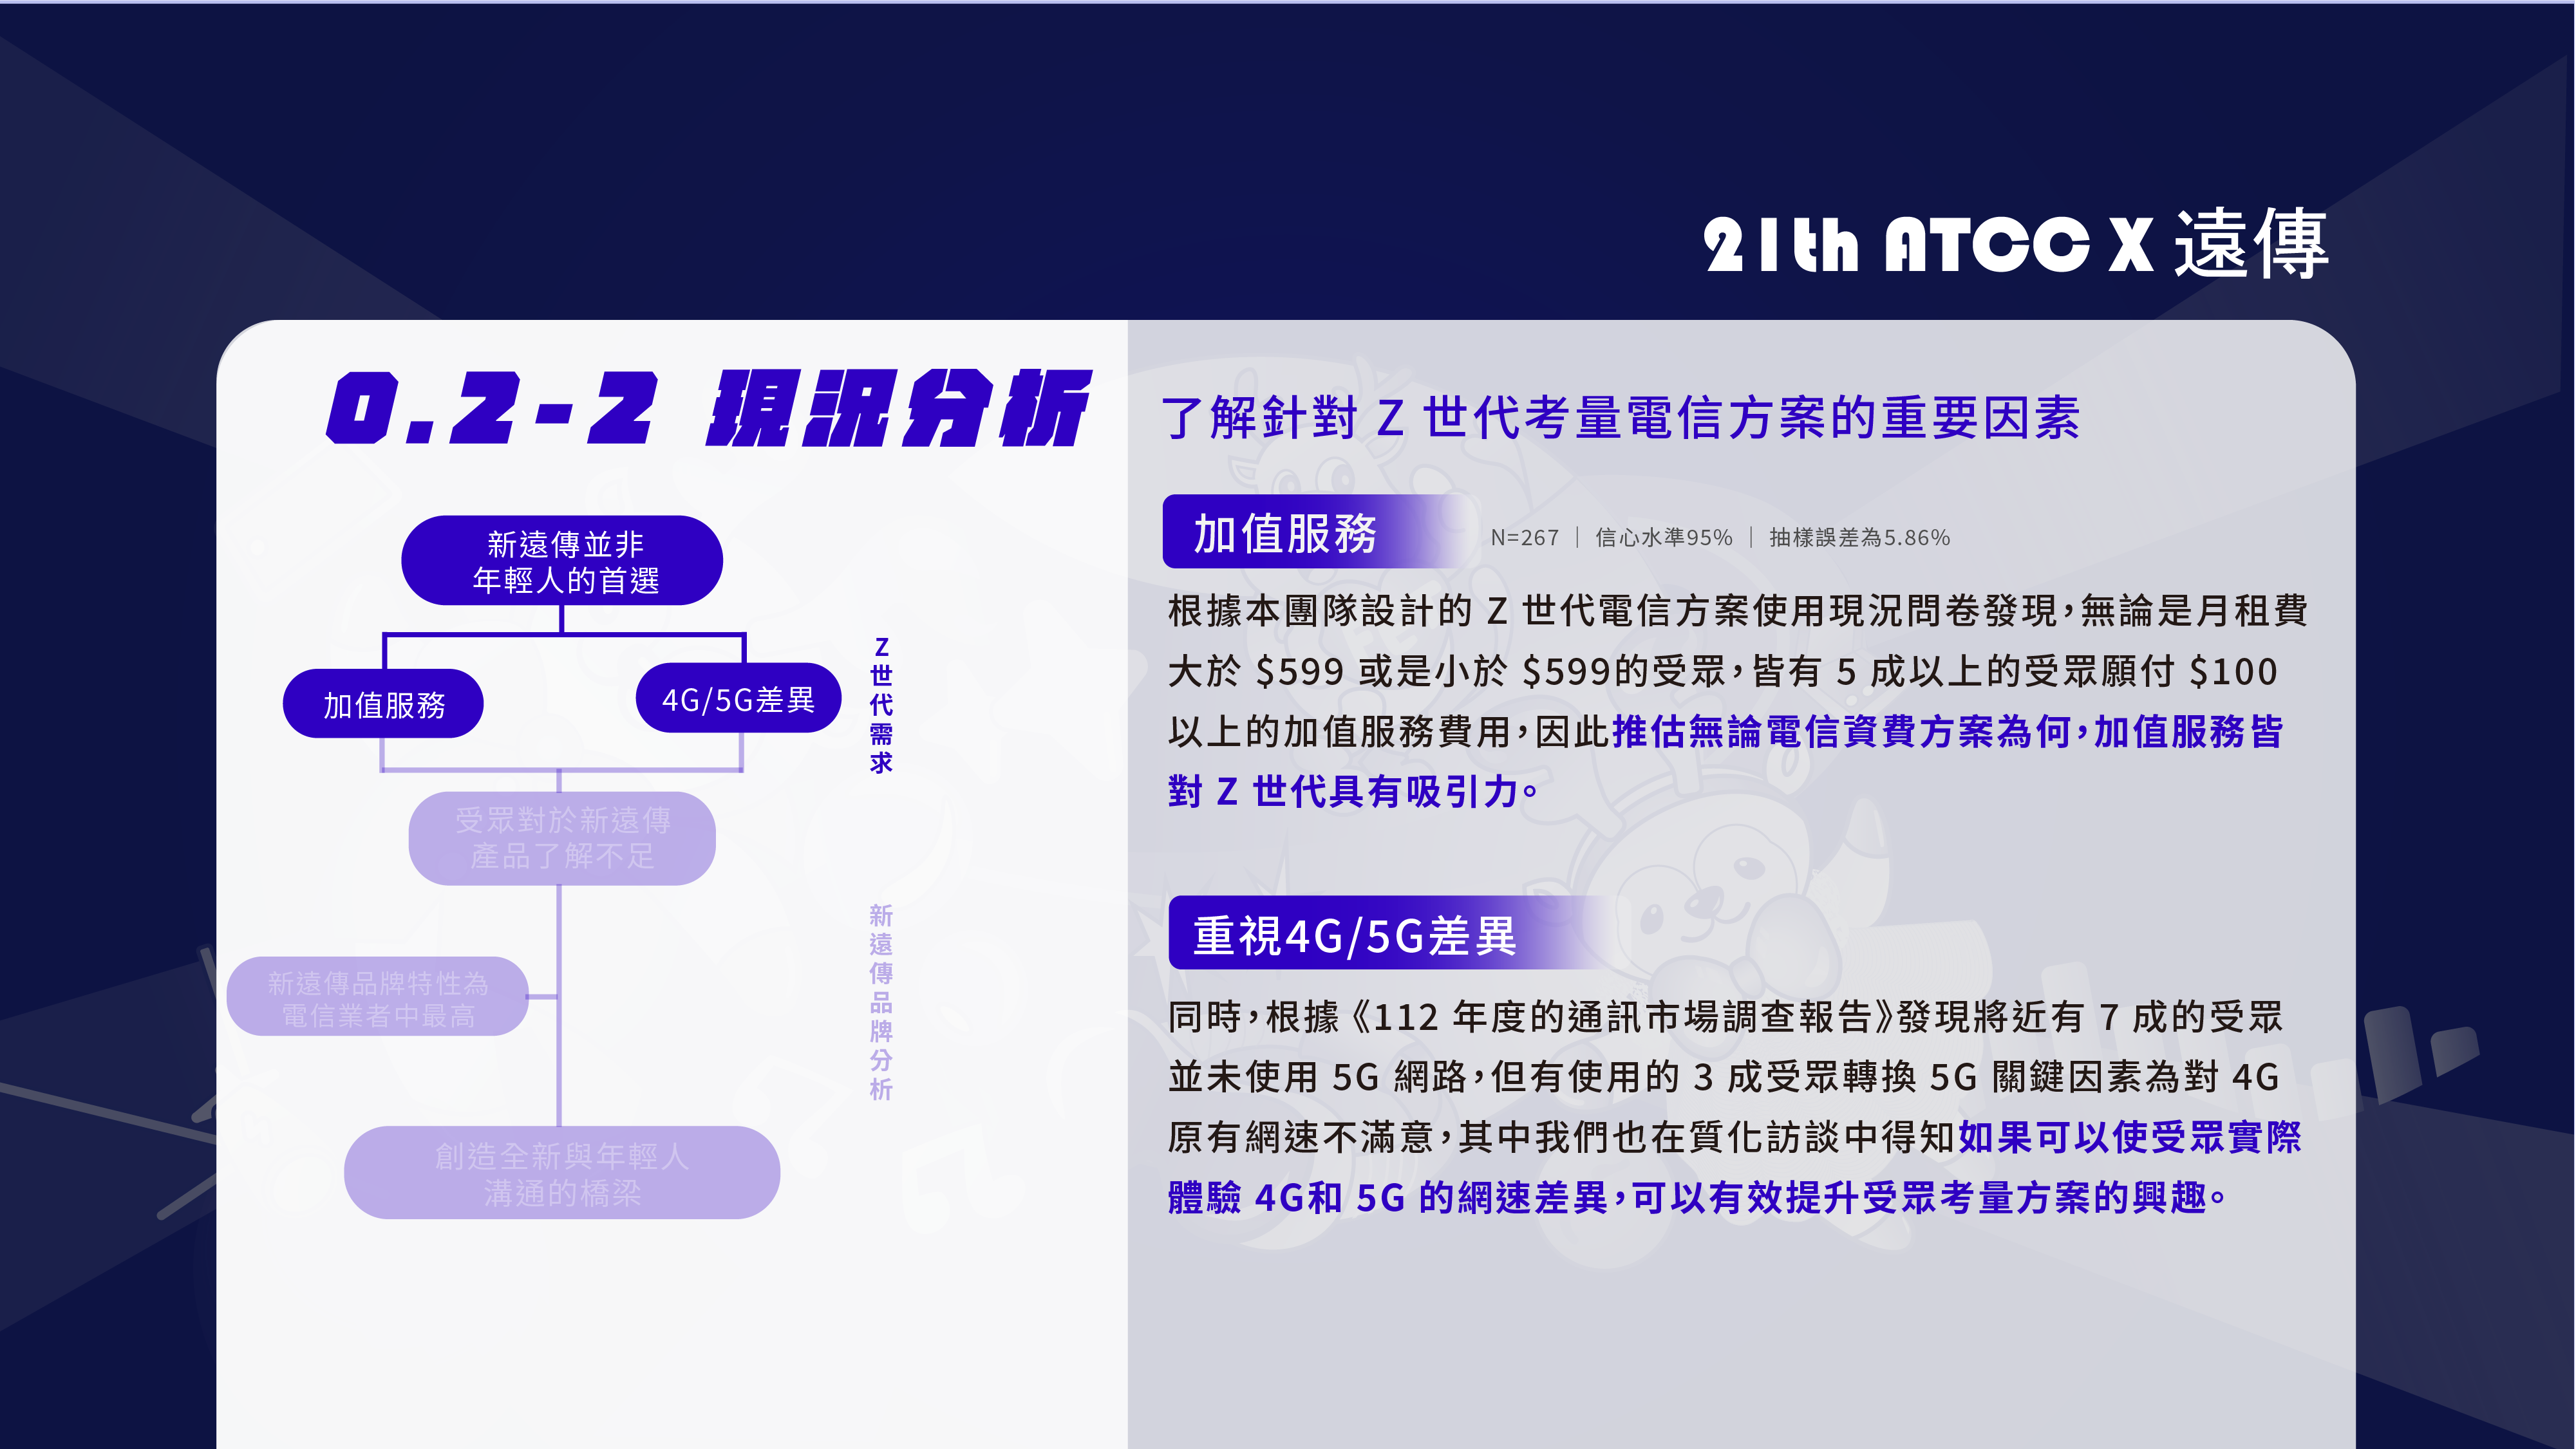 21th ATCC X 遠傳
0.2-2 現況分析
新遠傳並非
年輕人的首選
加值服務
4G/5G差異
Z世代需求
受眾對於新遠傳
產品了解不足
新遠傳品牌特性為
電信業者中最高
新遠傳品牌分析
創造全新與年輕人
溝通的橋梁
了解針對 Z 世代考量電信方案的重要因素
加值服務
N=267 ｜ 信心水準95% ｜ 抽樣誤差為5.86%
根據本團隊設計的 Z 世代電信方案使用現況問卷發現，無論是月租費
大於 $599 或是小於 $599的受眾，皆有 5 成以上的受眾願付 $100
以上的加值服務費用，因此推估無論電信資費方案為何，加值服務皆
對 Z 世代具有吸引力。
重視4G/5G差異
同時，根據《112 年度的通訊市場調查報告》發現將近有 7 成的受眾
並未使用 5G 網路，但有使用的 3 成受眾轉換 5G 關鍵因素為對 4G
原有網速不滿意，其中我們也在質化訪談中得知如果可以使受眾實際
體驗 4G和 5G 的網速差異，可以有效提升受眾考量方案的興趣。